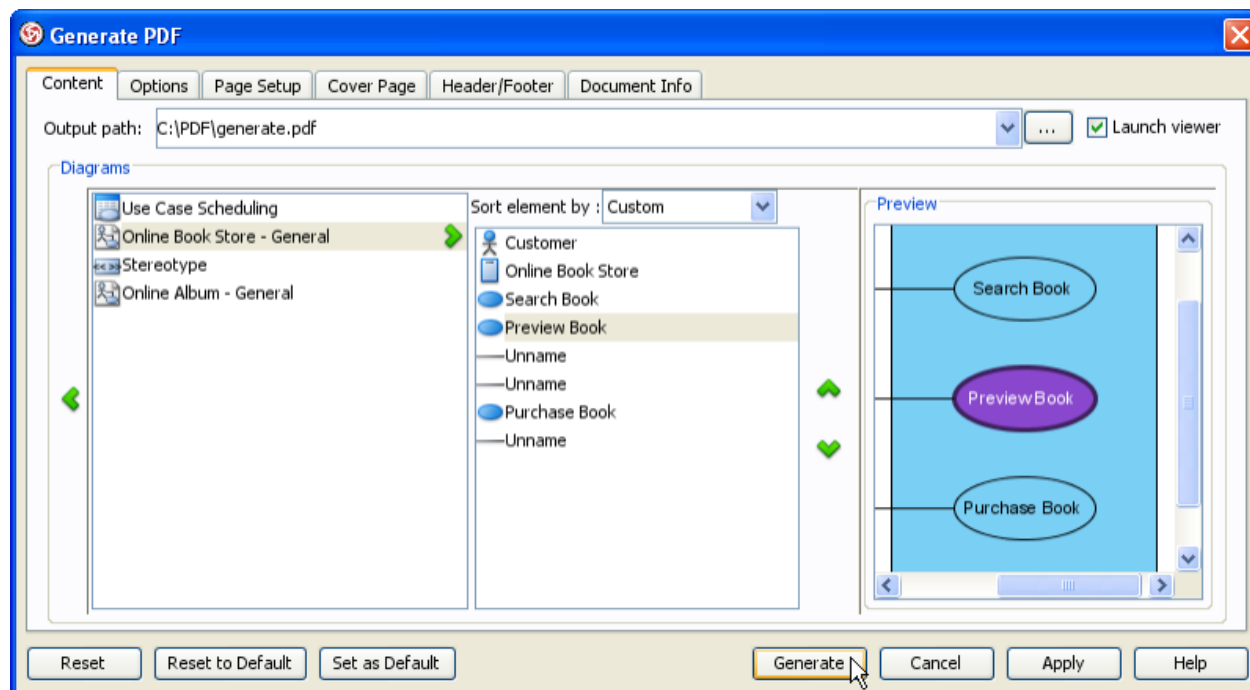 Generate PDF
Content Options Page Setup Cover Page Header/Footer Document Info
Output path: C:\PDF\generate.pdf ... Launch viewer
Diagrams
Use Case Scheduling
Online Book Store - General
<<>>Stereotype
Online Album - General
Sort element by : Custom
Customer
Online Book Store
Search Book
Preview Book
Unname
Unname
Purchase Book
Unname
Preview
Search Book
Preview Book
Purchase Book
Reset Reset to Default Set as Default Generate Cancel Apply Help